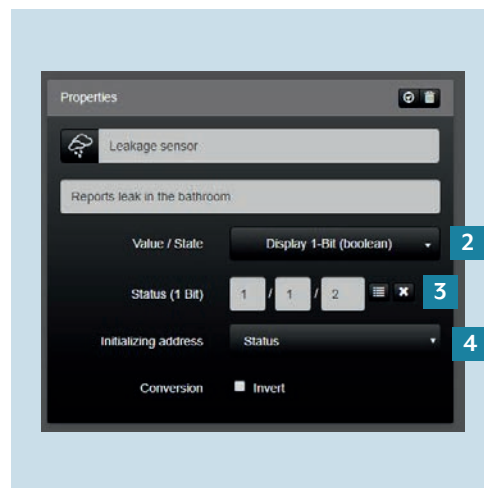 Properties
Leakage sensor
Reports leak in the bathroom
Value / State Display 1-Bit (boolean) 2
Status (1 Bit) 1 / 1 / 2 3
Initializing address Status 4
Conversion Invert